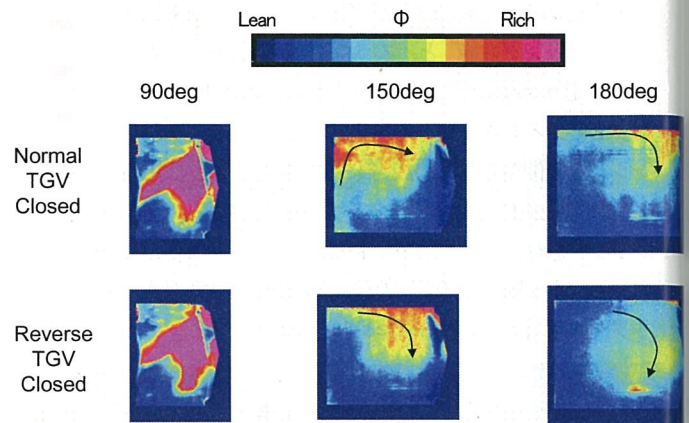 Lean Φ Rich
90deg 150deg 180deg
Normal
TGV
Closed
Reverse
TGV
Closed